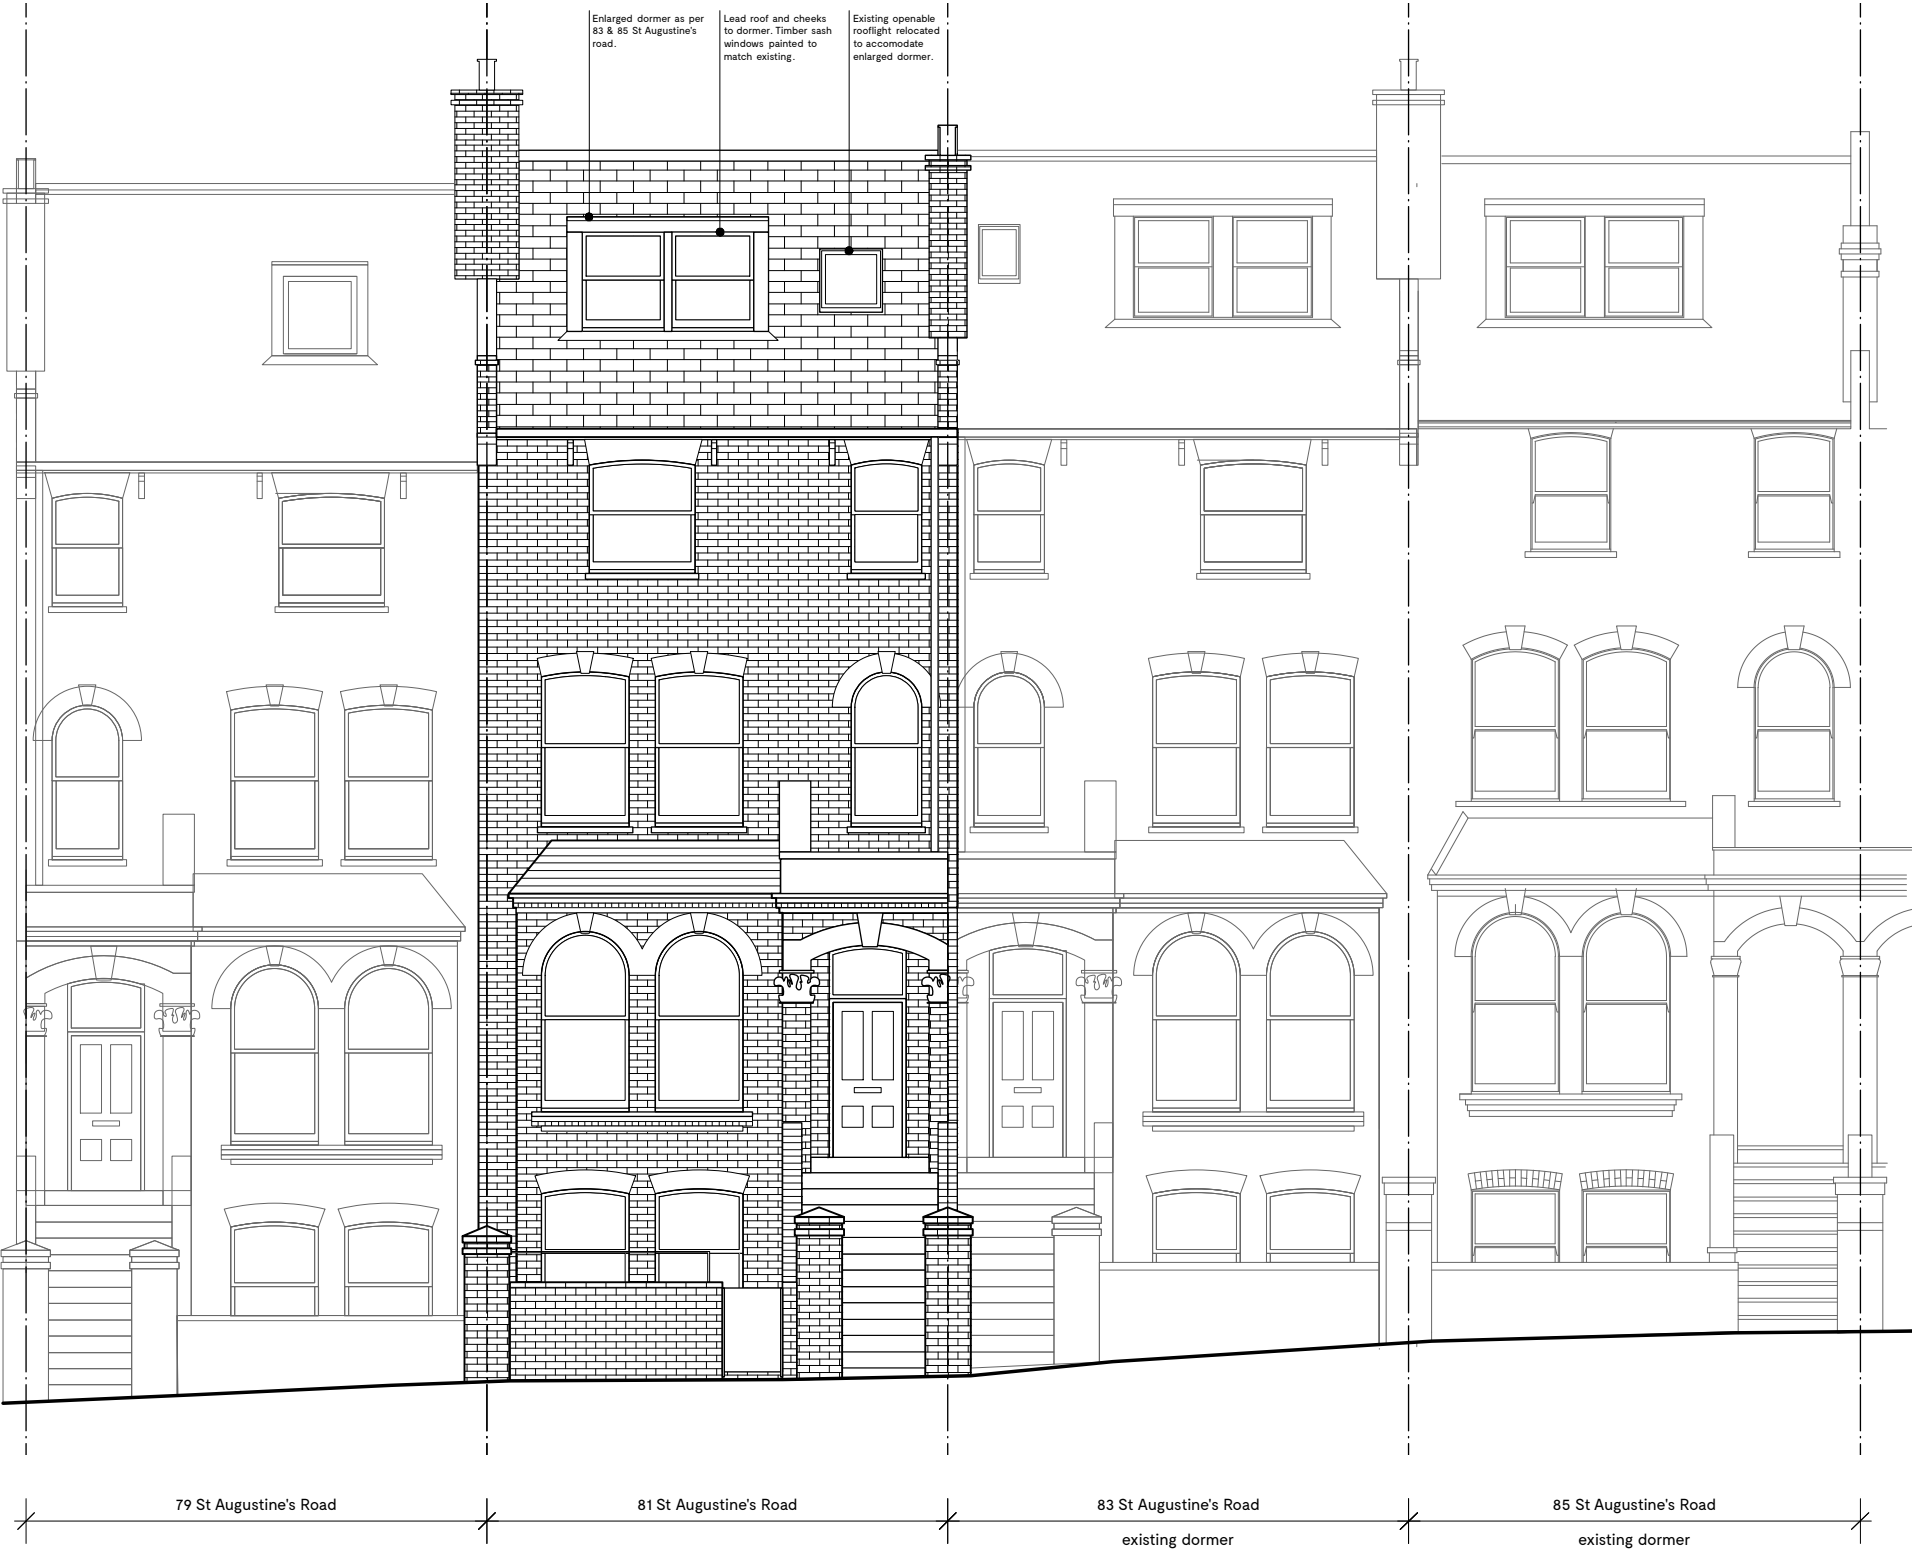 Enlarged dormer as per
83 & 85 St Augustine's
road.
Lead roof and cheeks
to dormer. Timber sash
windows painted to
match existing.
Existing openable
rooflight relocated
to accomodate
enlarged dormer.
79 St Augustine's Road
81 St Augustine's Road
83 St Augustine's Road
existing dormer
85 St Augustine's Road
existing dormer